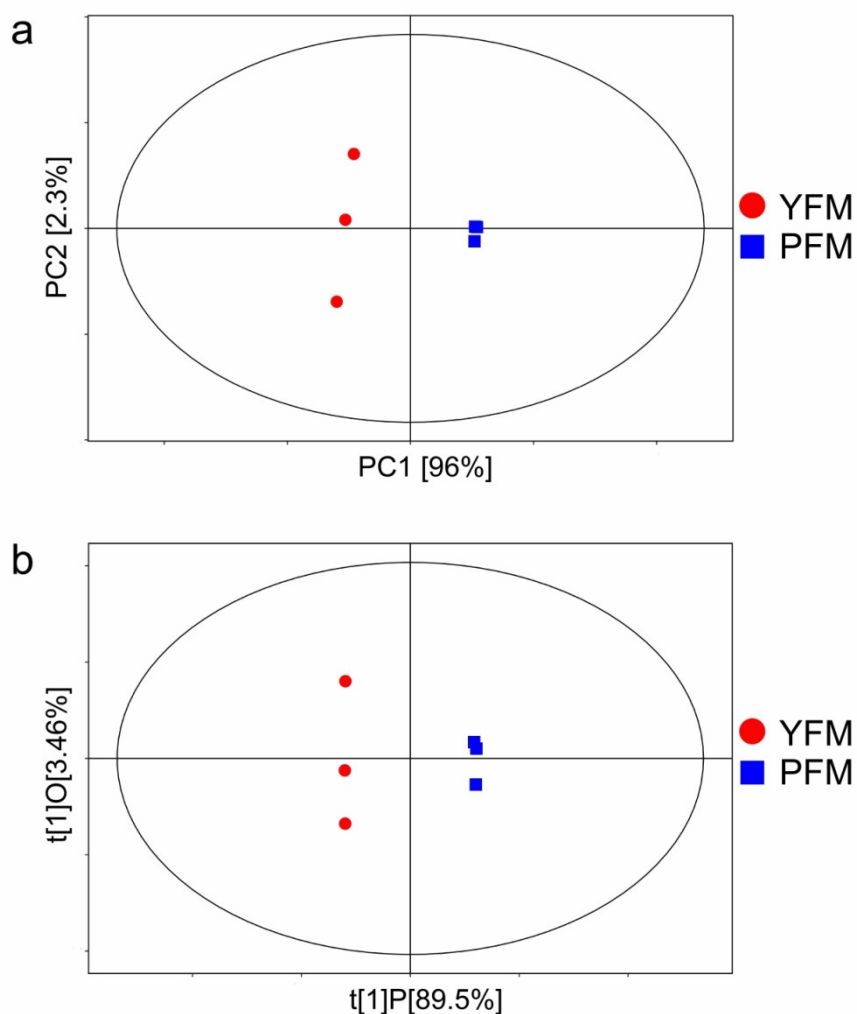 a
PC2 [2.3%]
YFM
PFM
PC1 [96%]
b
t[1]O[3.46%]
YFM
PFM
t[1]P[89.5%]